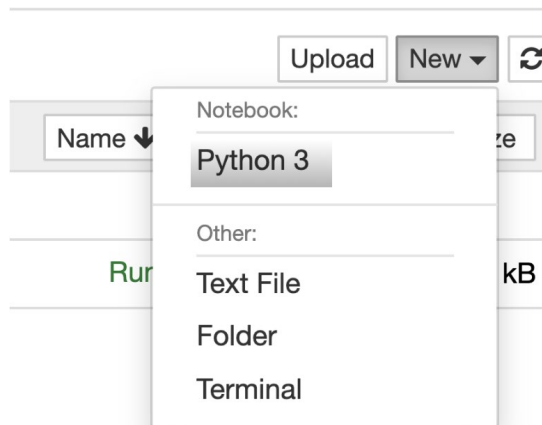 Upload New
Notebook:
Name
Python 3
Other:
Text File
kB
Folder
Terminal